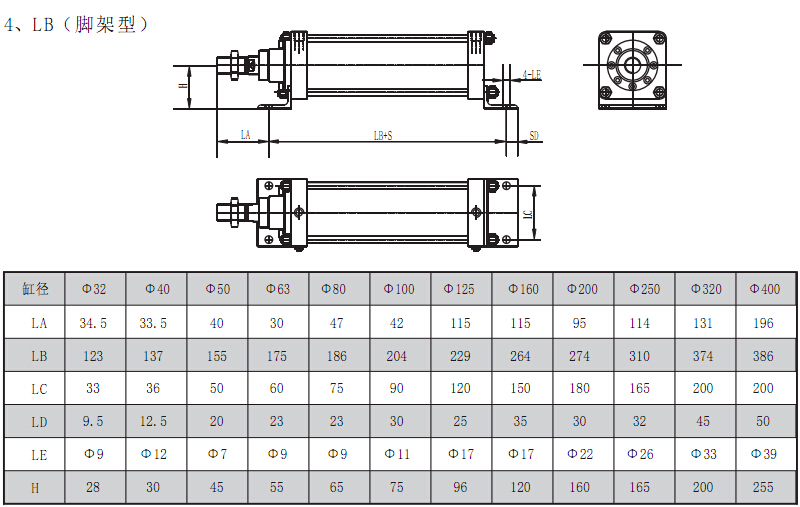 4、LB（脚架型）
4-LE
H
LA
LB+S
SD
LC
缸径 Φ32 Φ40 Φ50 Φ63 Φ80 Φ100 Φ125 Φ160 Φ200 Φ250 Φ320 Φ400
LA 34.5 33.5 40 30 47 42 115 115 95 114 131 196
LB 123 137 155 175 186 204 229 264 274 310 374 386
LC 33 36 50 60 75 90 120 150 180 165 200 200
LD 9.5 12.5 20 23 23 30 25 35 30 32 45 50
LE Φ9 Φ12 Φ7 Φ9 Φ9 Φ11 Φ17 Φ17 Φ22 Φ26 Φ33 Φ39
H 28 30 45 55 65 75 96 120 160 165 200 255